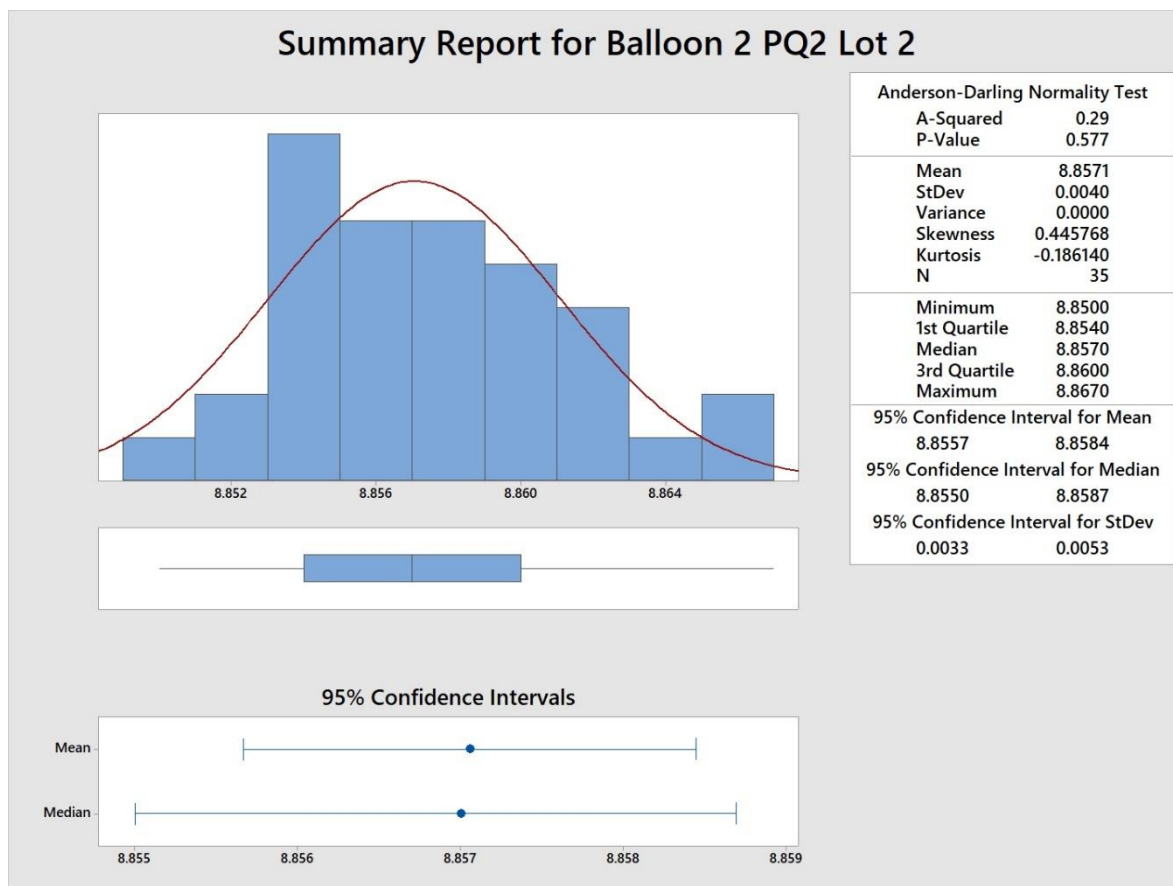 Summary Report for Balloon 2 PQ2 Lot 2
Anderson-Darling Normality Test
A-Squared 0.29
P-Value 0.577
Mean 8.8571
StDev 0.0040
Variance 0.0000
Skewness 0.445768
Kurtosis -0.186140
N 35
Minimum 8.8500
1st Quartile 8.8540
Median 8.8570
3rd Quartile 8.8600
Maximum 8.8670
95% Confidence Interval for Mean
8.8557 8.8584
95% Confidence Interval for Median
8.8550 8.8587
95% Confidence Interval for StDev
0.0033 0.0053
8.852 8.856 8.860 8.864
95% Confidence Intervals
Mean
Median
8.855 8.856 8.857 8.858 8.859